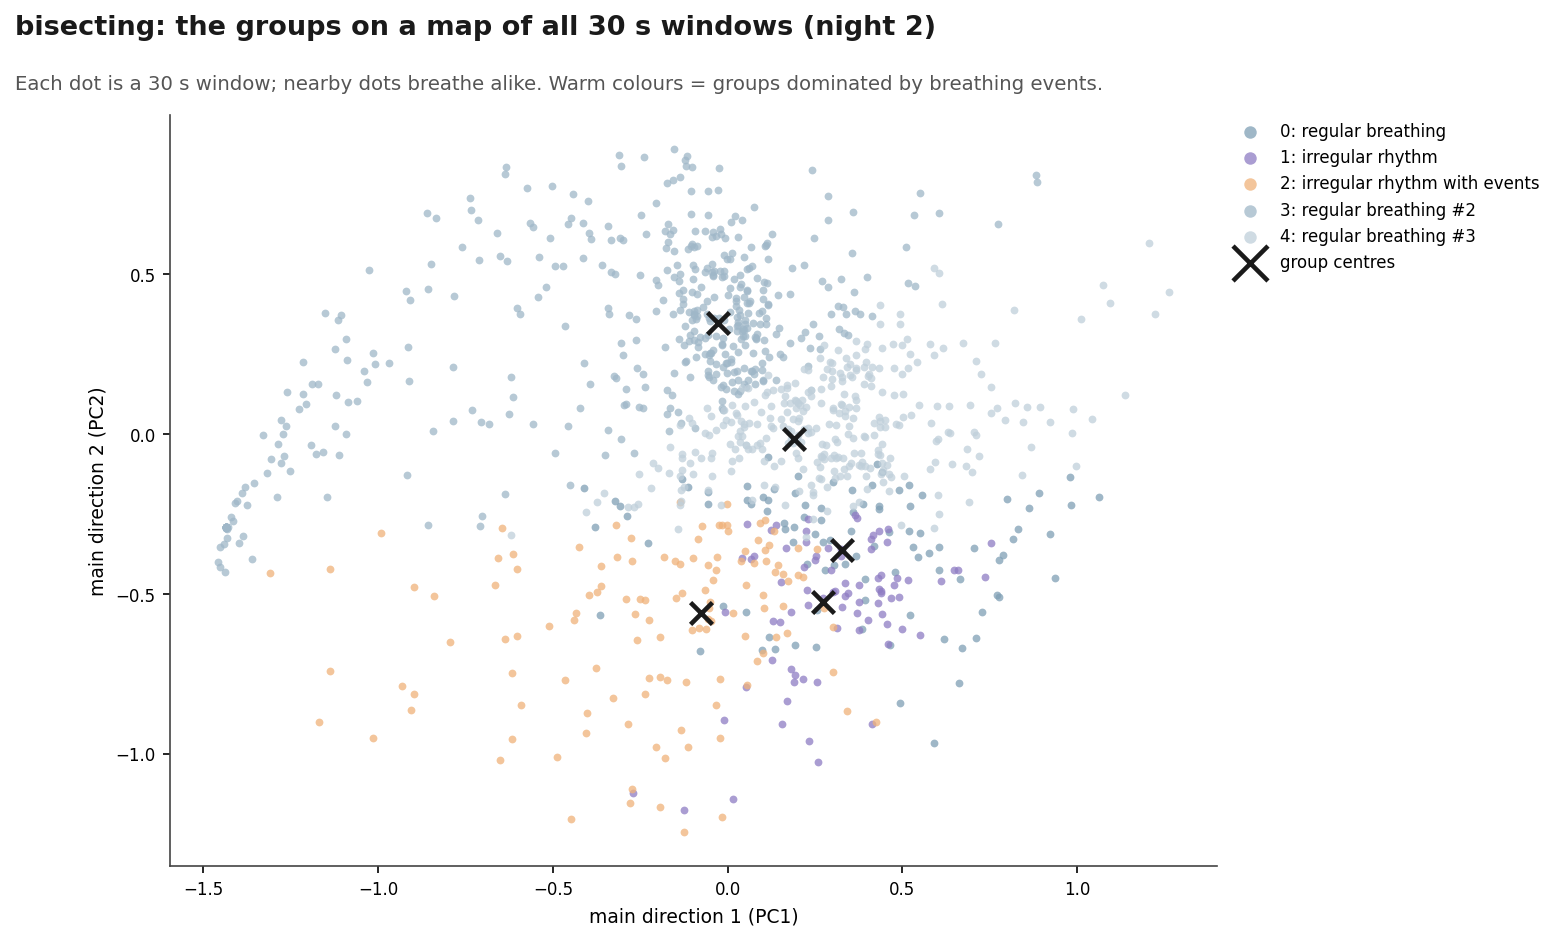 bisecting: the groups on a map of all 30 s windows (night 2)
Each dot is a 30 s window; nearby dots breathe alike. Warm colours = groups dominated by breathing events.
0: regular breathing
1: irregular rhythm
2: irregular rhythm with events
3: regular breathing #2
4: regular breathing #3
group centres
0.5
0.0
−0.5
−1.0
main direction 2 (PC2)
−1.5
−1.0
−0.5
0.0
0.5
1.0
main direction 1 (PC1)